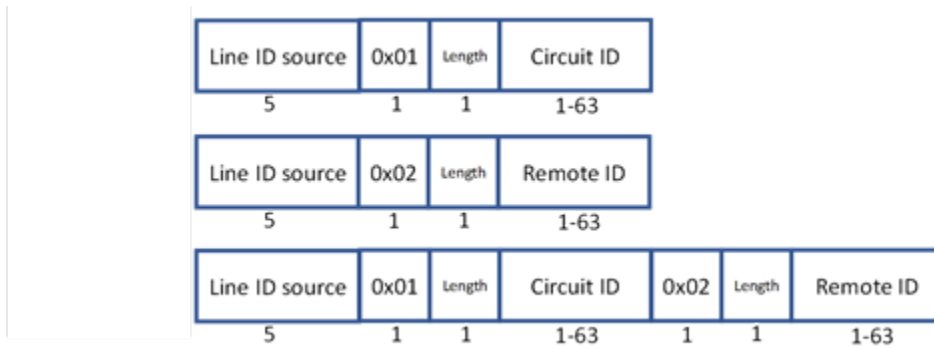 Line ID source 0x01 Length Circuit ID
5 1 1 1-63
Line ID source 0x02 Length Remote ID
5 1 1 1-63
Line ID source 0x01 Length Circuit ID 0x02 Length Remote ID
5 1 1 1-63 1 1 1-63